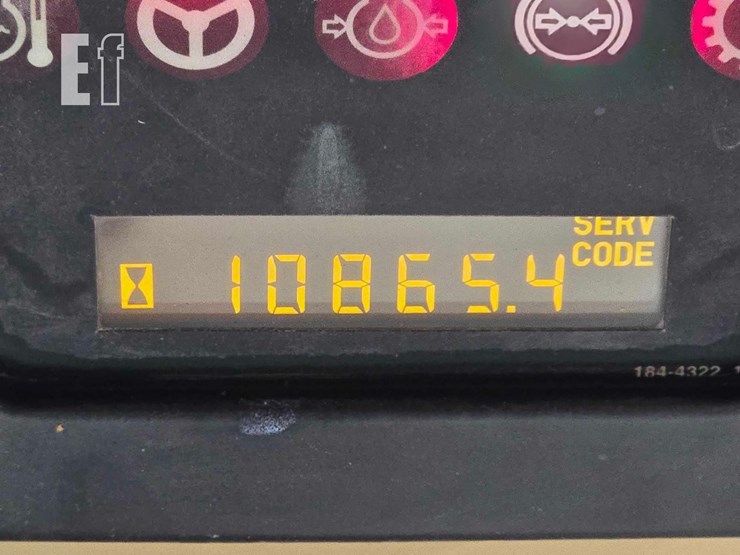 Ef
SERV
CODE
10865.4
184-4322